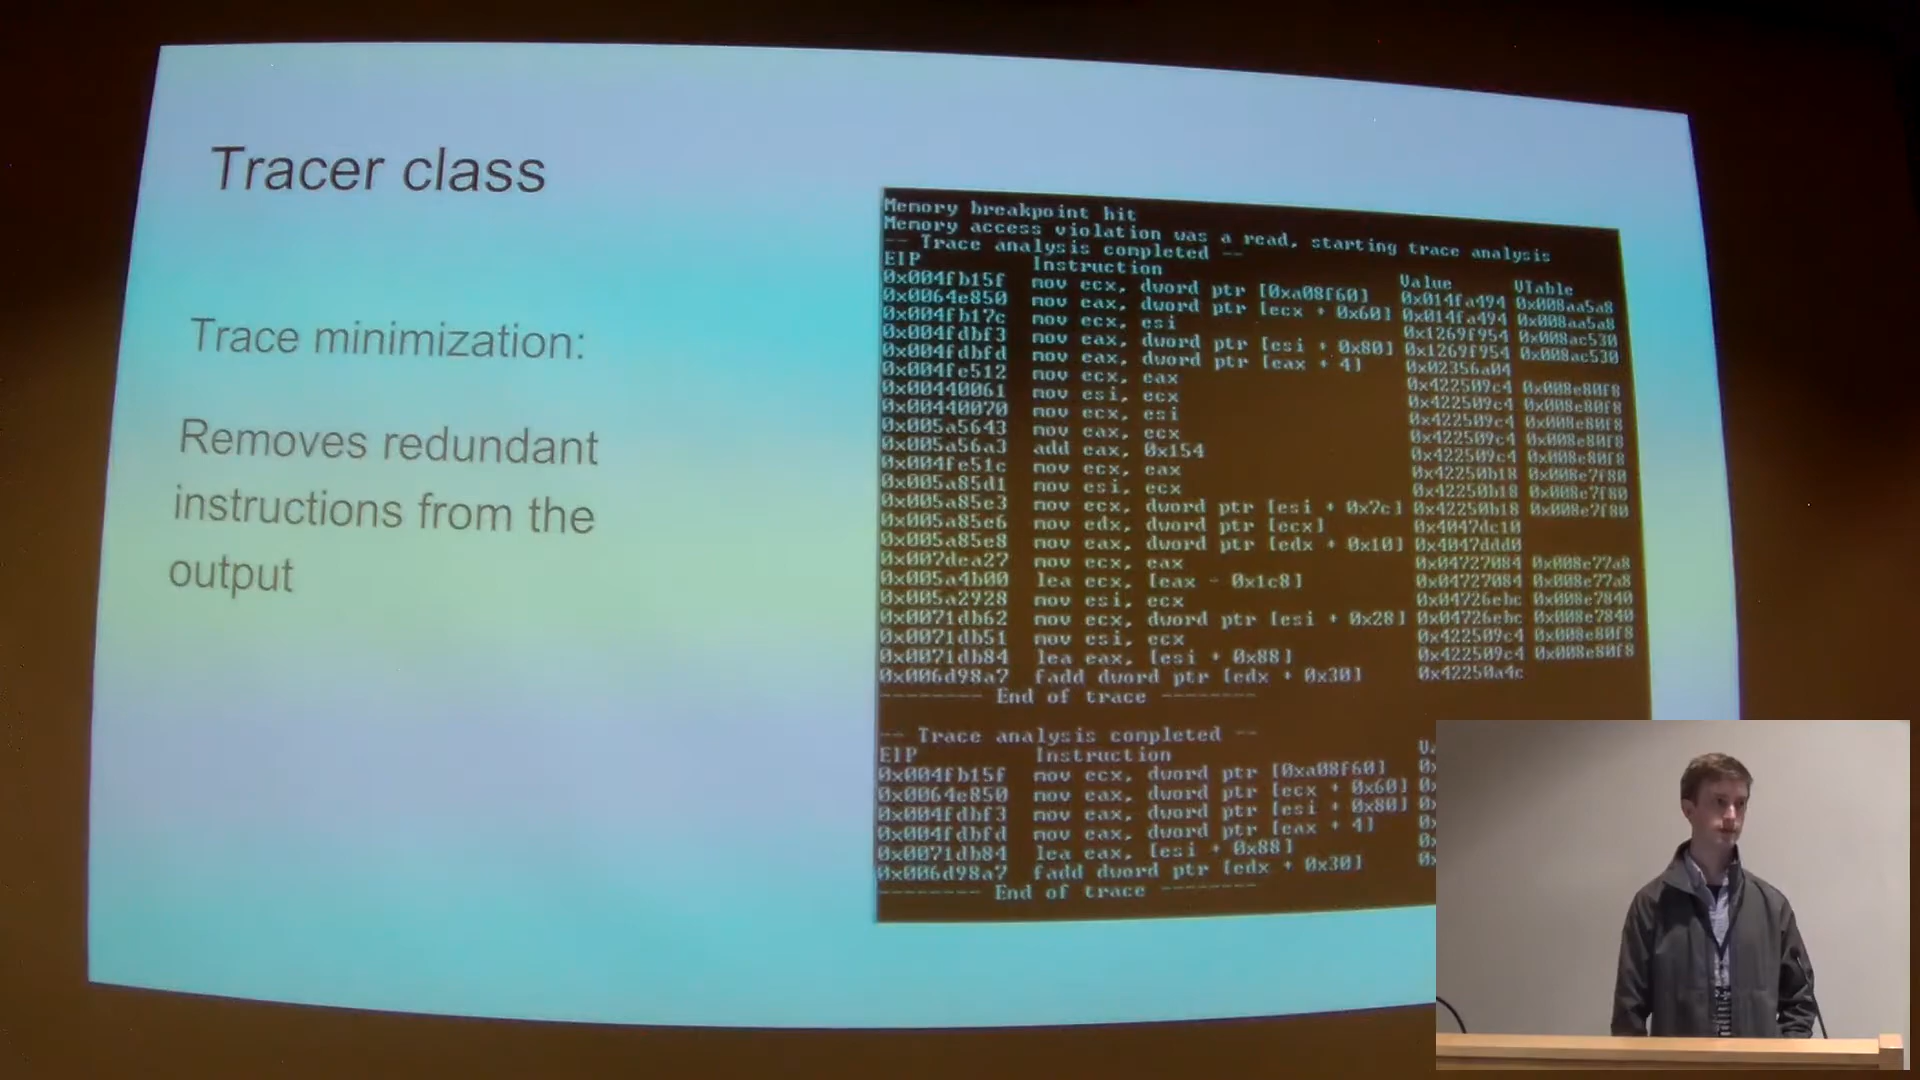 Tracer class
Trace minimization:
Removes redundant
instructions from the
output
Memory breakpoint hit
Memory access violation was a read, starting trace analysis
-- Trace analysis completed --
EIP Instruction Value VTable
0x004fb15f mov ecx, dword ptr [0xa08f60] 0x014fa494 0x008aa5a8
0x0064e850 mov eax, dword ptr [ecx + 0x60] 0x014fa494 0x008aa5a8
0x004fb17c mov ecx, esi 0x1269f954 0x008ac530
0x004fdbf3 mov eax, dword ptr [esi + 0x80] 0x1269f954 0x008ac530
0x004fdbfd mov eax, dword ptr [eax + 4] 0x02356a04
0x004fe512 mov ecx, eax 0x422509c4 0x008e80f8
0x00440061 mov esi, ecx 0x422509c4 0x008e80f8
0x00440070 mov ecx, esi 0x422509c4 0x008e80f8
0x005a5643 mov eax, ecx 0x422509c4 0x008e80f8
0x005a56a3 add eax, 0x154 0x422509c4 0x008e80f8
0x004fe51c mov ecx, eax 0x42250b18 0x008e7f80
0x005a85d1 mov esi, ecx 0x42250b18 0x008e7f80
0x005a85e3 mov ecx, dword ptr [esi + 0x7c] 0x42250b18 0x008e7f80
0x005a85e6 mov edx, dword ptr [ecx] 0x4047dc10
0x005a85e8 mov eax, dword ptr [edx + 0x10] 0x4047ddd0
0x007dea27 mov ecx, eax 0x04727084 0x008e77a8
0x005a4b00 lea ecx, [eax - 0x1c8] 0x04727084 0x008e77a8
0x005a2928 mov esi, ecx 0x04726ebc 0x008e7840
0x0071db62 mov ecx, dword ptr [esi + 0x28] 0x04726ebc 0x008e7840
0x0071db51 mov esi, ecx 0x422509c4 0x008e80f8
0x0071db84 lea eax, [esi + 0x88] 0x422509c4 0x008e80f8
0x006d98a7 fadd dword ptr [edx + 0x30] 0x42250a4c
-------- End of trace --------
-- Trace analysis completed --
EIP Instruction
0x004fb15f mov ecx, dword ptr [0xa08f60]
0x0064e850 mov eax, dword ptr [ecx + 0x60]
0x004fdbf3 mov eax, dword ptr [esi + 0x80]
0x004fdbfd mov eax, dword ptr [eax + 4]
0x0071db84 lea eax, [esi + 0x88]
0x006d98a7 fadd dword ptr [edx + 0x30]
-------- End of trace --------